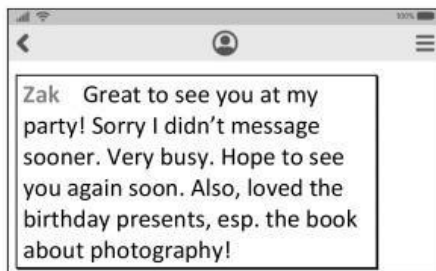 100%
Zak Great to see you at my
party! Sorry I didn't message
sooner. Very busy. Hope to see
you again soon. Also, loved the
birthday presents, esp. the book
about photography!